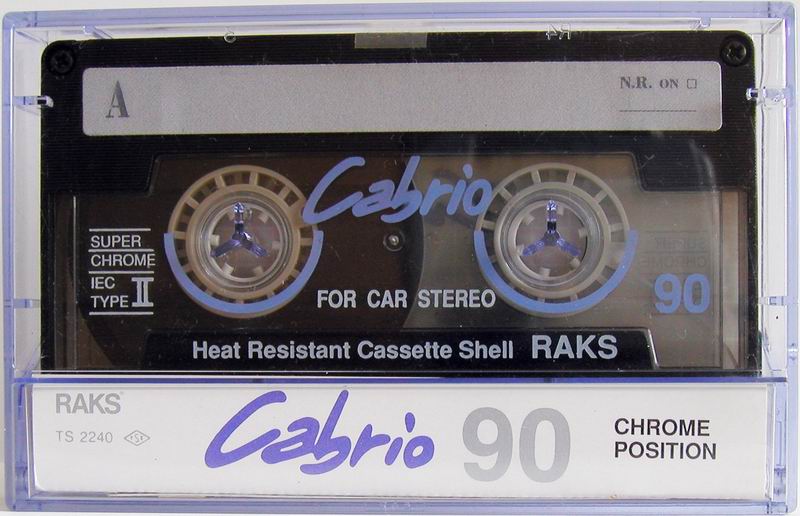 A
N.R. ON
Cabrio
SUPER
CHROME
IEC
TYPE II
FOR CAR STEREO
90
Heat Resistant Cassette Shell RAKS
RAKS
TS 2240 TSE
Cabrio 90
CHROME
POSITION